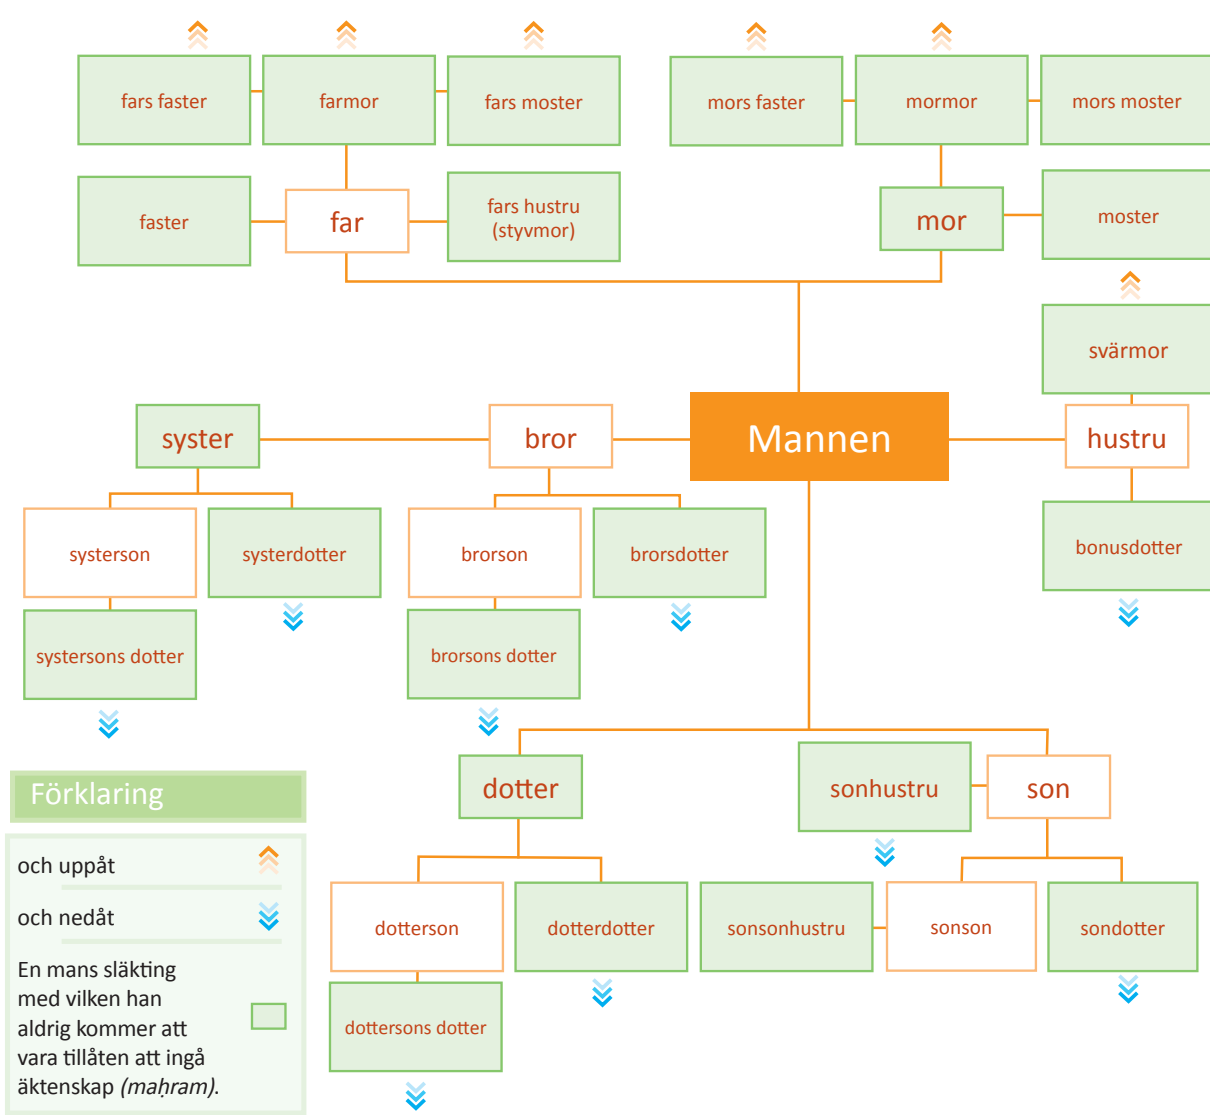 fars faster
farmor
fars moster
mors faster
mormor
mors moster
faster
far
fars hustru
(styvmor)
mor
moster
svärmor
syster
bror
Mannen
hustru
systerson
systerdotter
brorson
brorsdotter
bonusdotter
systersons dotter
brorsons dotter
dotter
sonhustru
son
dotterson
dotterdotter
sonsonhustru
sonson
sondotter
dottersons dotter
Förklaring
och uppåt
och nedåt
En mans släkting
med vilken han
aldrig kommer att
vara tillåten att ingå
äktenskap (maḥram).